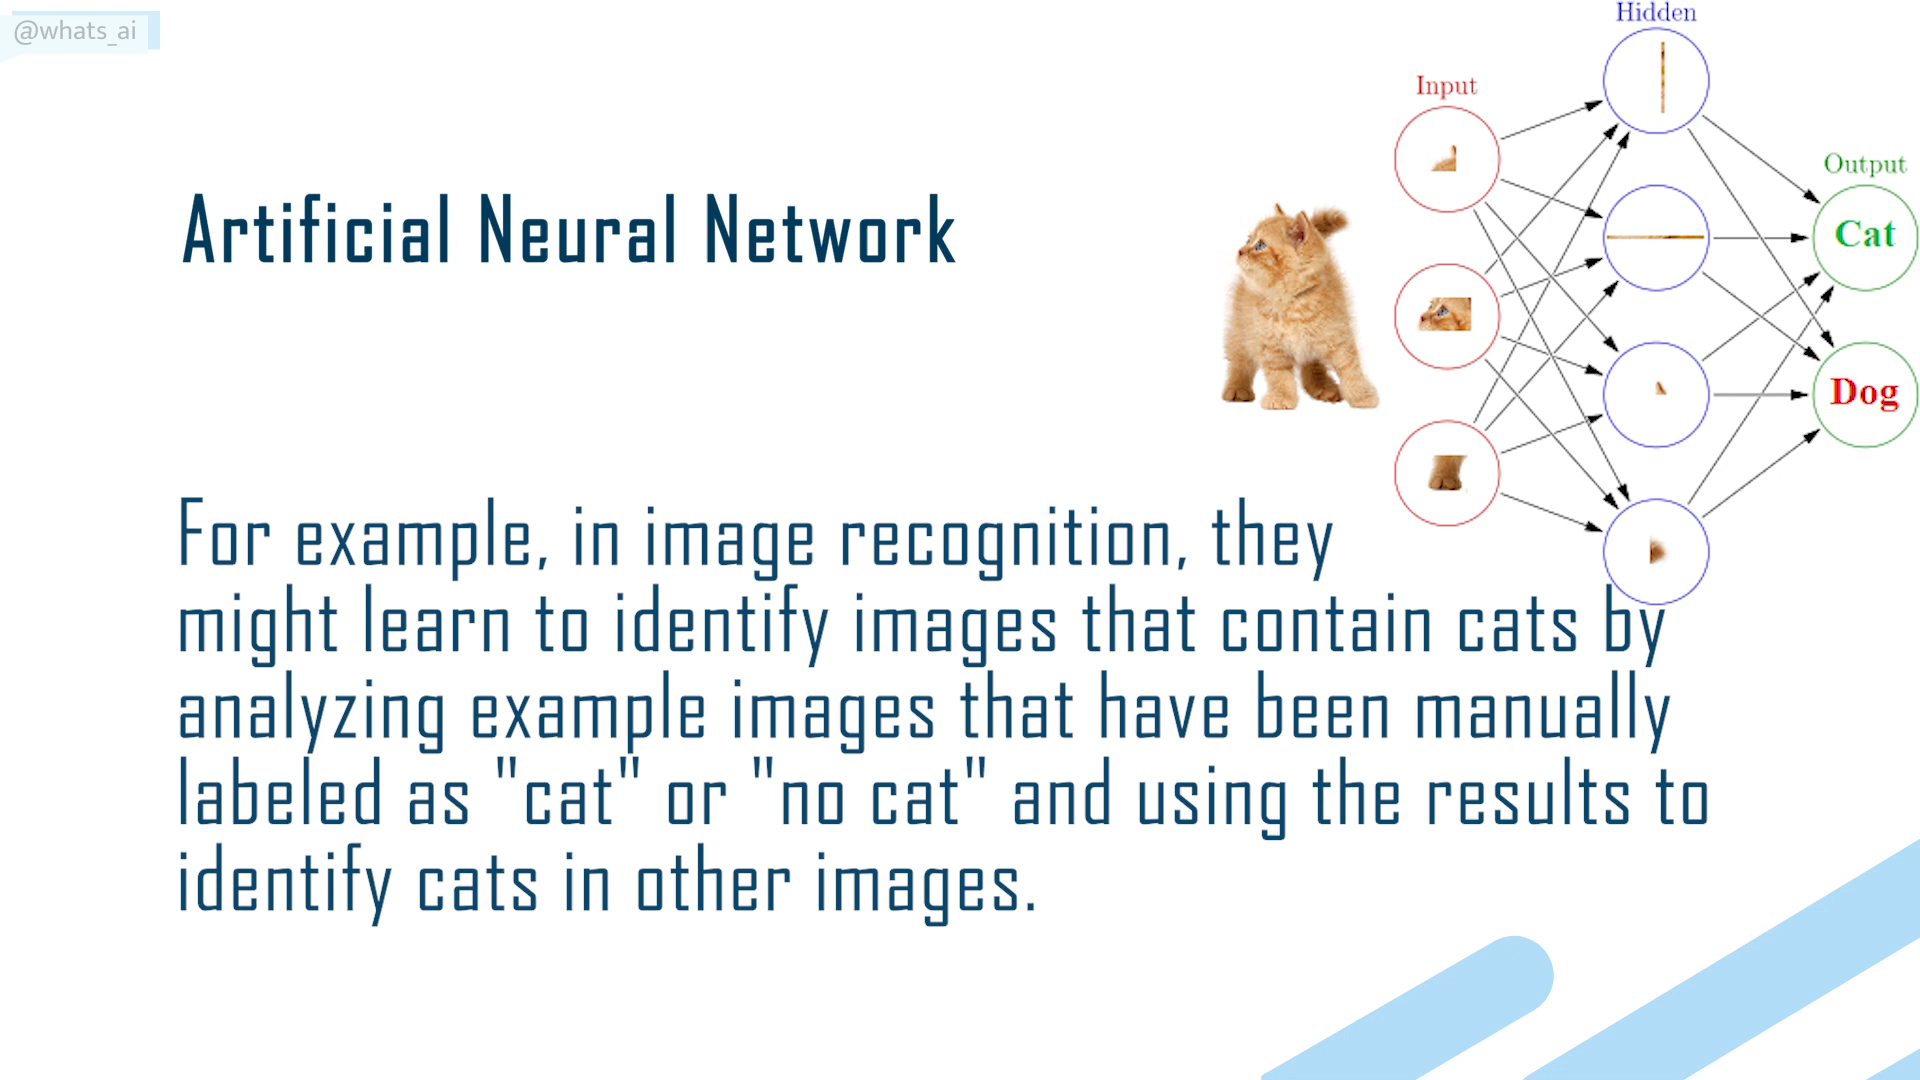 @whats_ai
Artificial Neural Network
Input
Hidden
Output
Cat
Dog
For example, in image recognition, they
might learn to identify images that contain cats by
analyzing example images that have been manually
labeled as "cat" or "no cat" and using the results to
identify cats in other images.